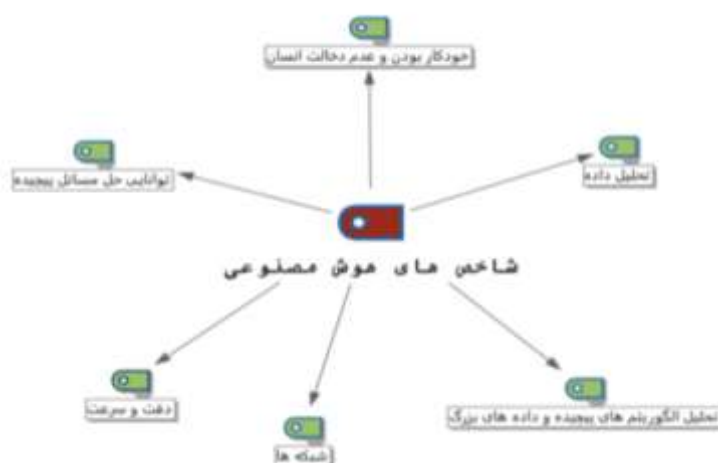 خودکار بودن و عدم دخالت انسان
تحلیل داده
توانایی حل مسائل پیچیده
شاخص های هوش مصنوعی
دقت و سرعت
شبکه ها
تحلیل الگوریتم های پیچیده و داده های بزرگ